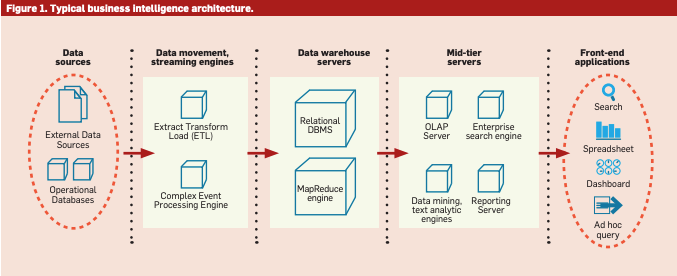 Figure 1. Typical business intelligence architecture.
Data
sources
External Data
Sources
Operational
Databases
Data movement,
streaming engines
Extract Transform
Load (ETL)
Complex Event
Processing Engine
Data warehouse
servers
Relational
DBMS
MapReduce
engine
Mid-tier
servers
OLAP
Server
Enterprise
search engine
Data mining,
text analytic
engines
Reporting
Server
Front-end
applications
Search
Spreadsheet
Dashboard
Ad hoc
query